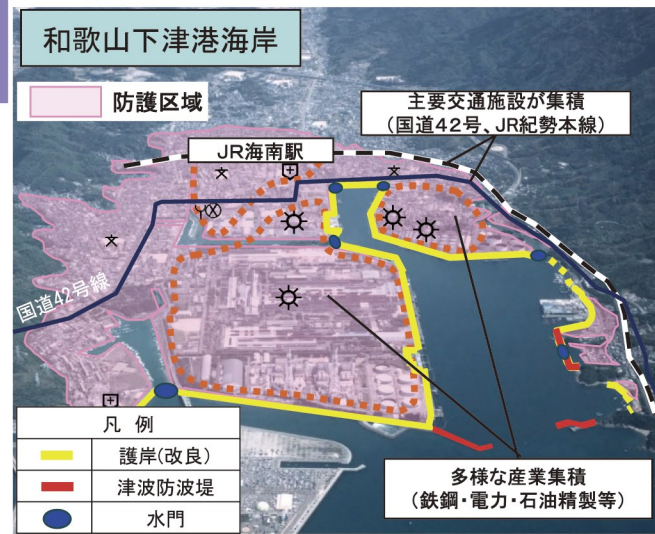 和歌山下津港海岸
防護区域
主要交通施設が集積
(国道42号、JR紀勢本線)
JR海南駅
国道42号線
凡 例
護岸(改良)
津波防波堤
水門
多様な産業集積
(鉄鋼・電力・石油精製等)